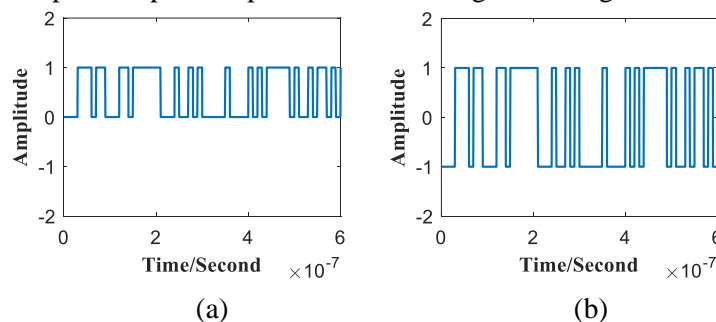 2 2
1 1
Amplitude 0 Amplitude 0
-1 -1
-2 -2
0 2 4 6 0 2 4 6
Time/Second ×10⁻⁷ Time/Second ×10⁻⁷
(a) (b)